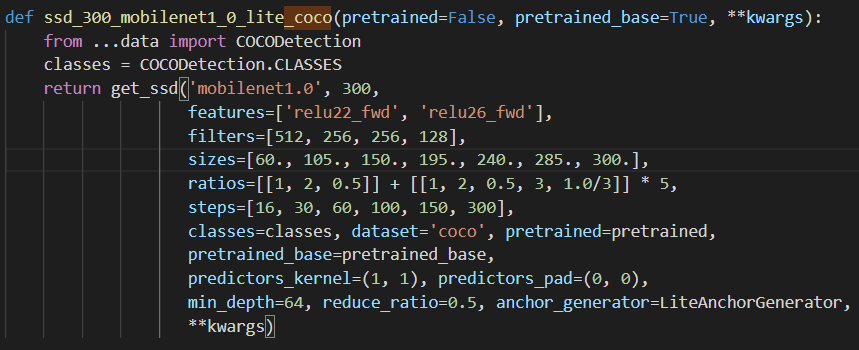 def ssd_300_mobilenet1_0_lite_coco(pretrained=False, pretrained_base=True, **kwargs):
    from ...data import COCODetection
    classes = COCODetection.CLASSES
    return get_ssd('mobilenet1.0', 300,
                   features=['relu22_fwd', 'relu26_fwd'],
                   filters=[512, 256, 256, 128],
                   sizes=[60., 105., 150., 195., 240., 285., 300.],
                   ratios=[[1, 2, 0.5]] + [[1, 2, 0.5, 3, 1.0/3]] * 5,
                   steps=[16, 30, 60, 100, 150, 300],
                   classes=classes, dataset='coco', pretrained=pretrained,
                   pretrained_base=pretrained_base,
                   predictors_kernel=(1, 1), predictors_pad=(0, 0),
                   min_depth=64, reduce_ratio=0.5, anchor_generator=LiteAnchorGenerator,
                   **kwargs)